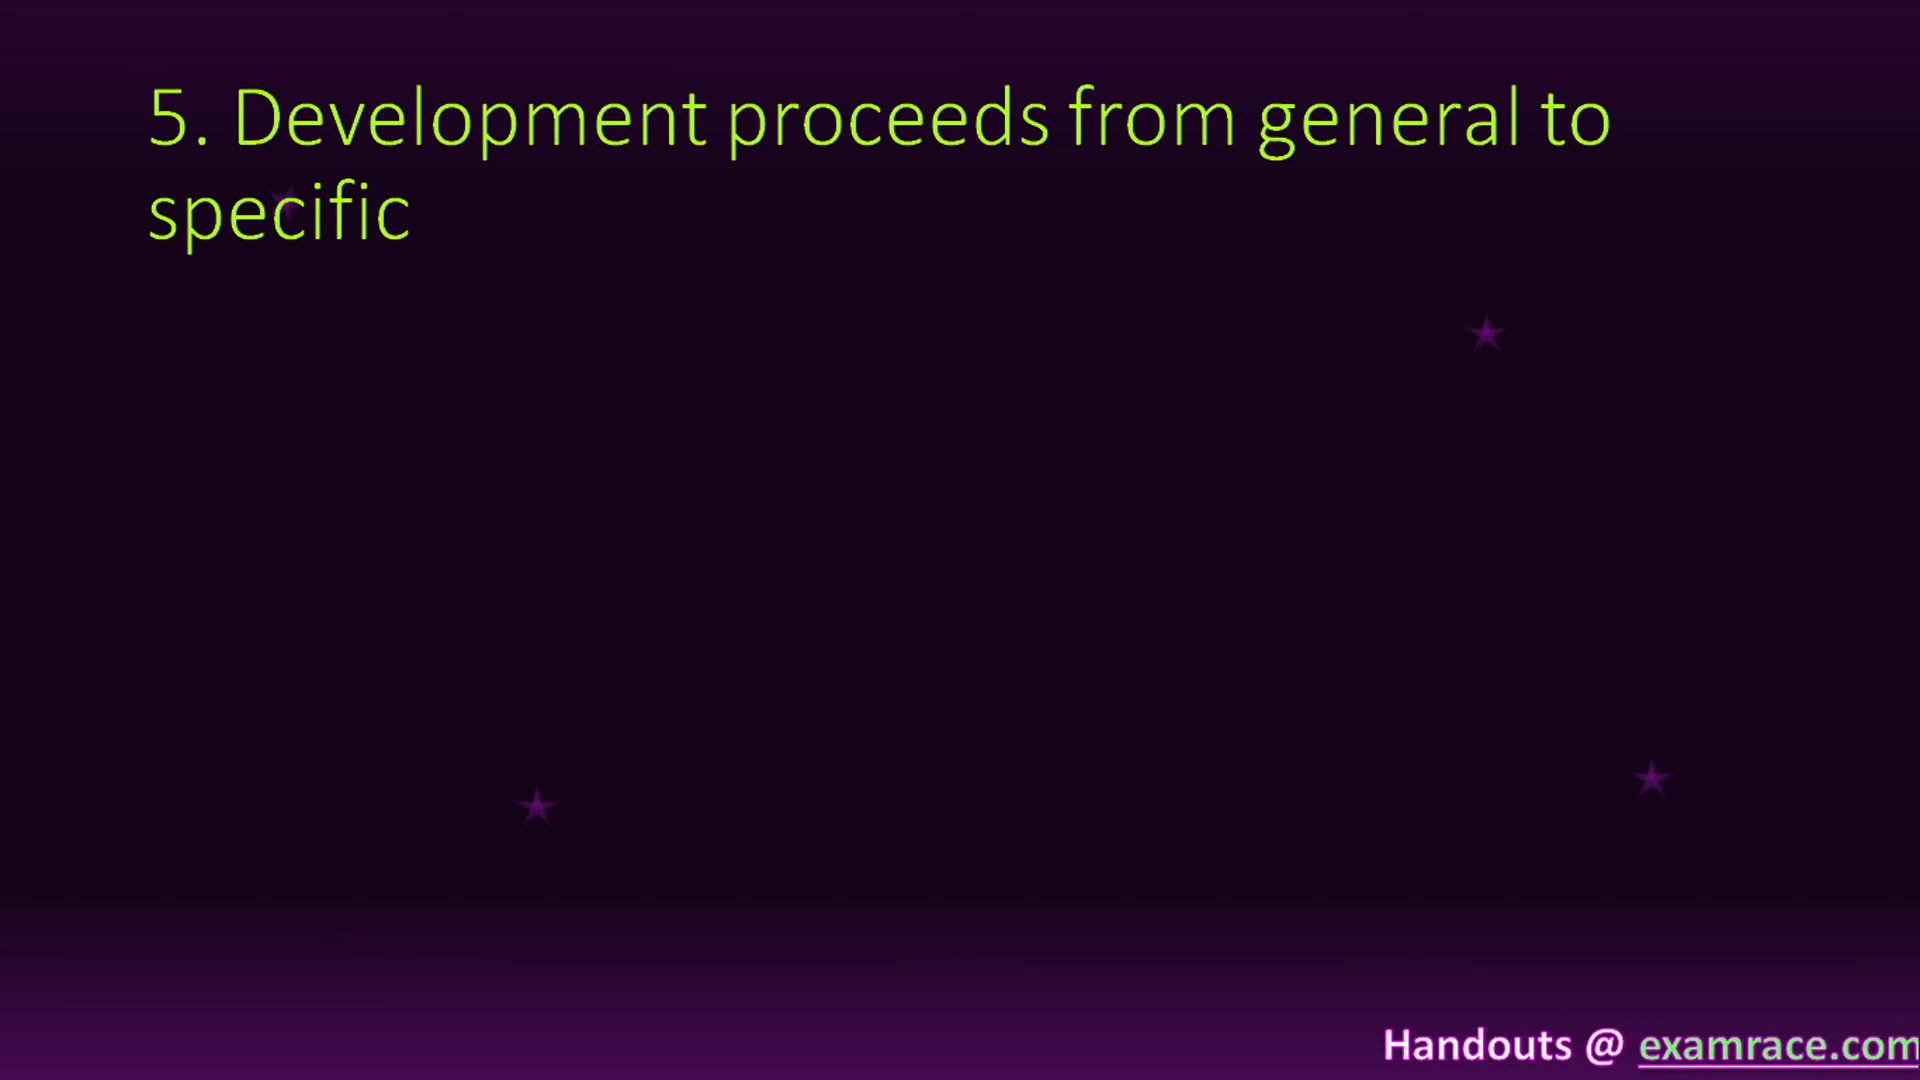 5. Development proceeds from general to
specific
Handouts @ examrace.com